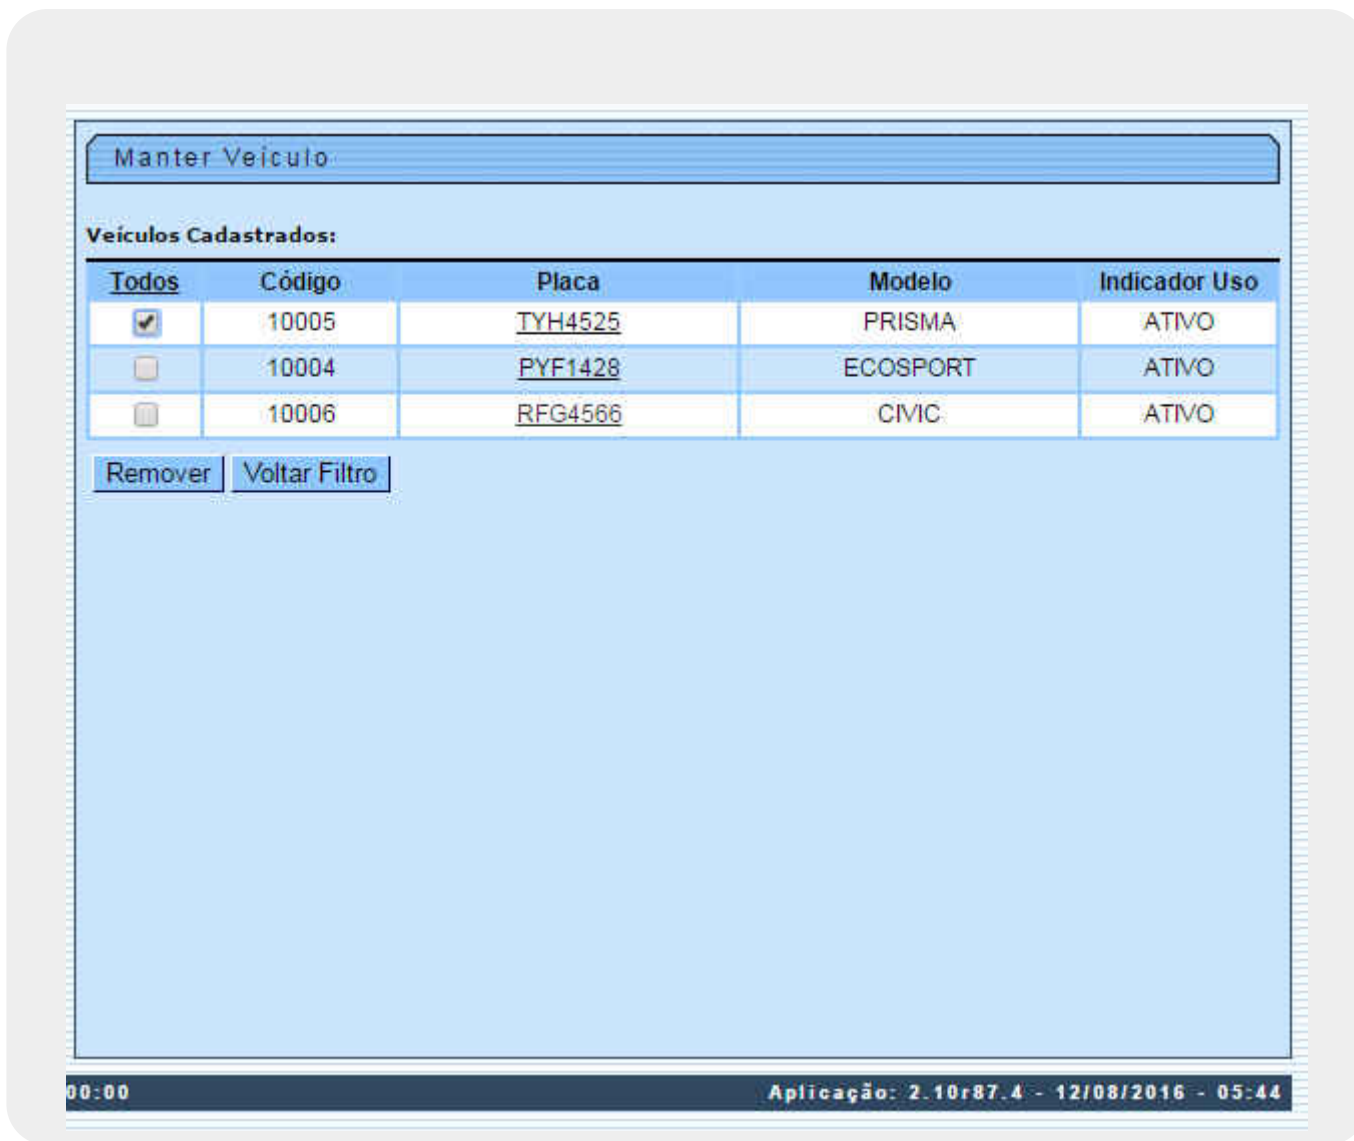 Manter Veículo
Veículos Cadastrados:
Todos Código Placa Modelo Indicador Uso
10005 TYH4525 PRISMA ATIVO
10004 PYF1428 ECOSPORT ATIVO
10006 RFG4566 CIVIC ATIVO
Remover Voltar Filtro
00:00 Aplicação: 2.10r87.4 - 12/08/2016 - 05:44